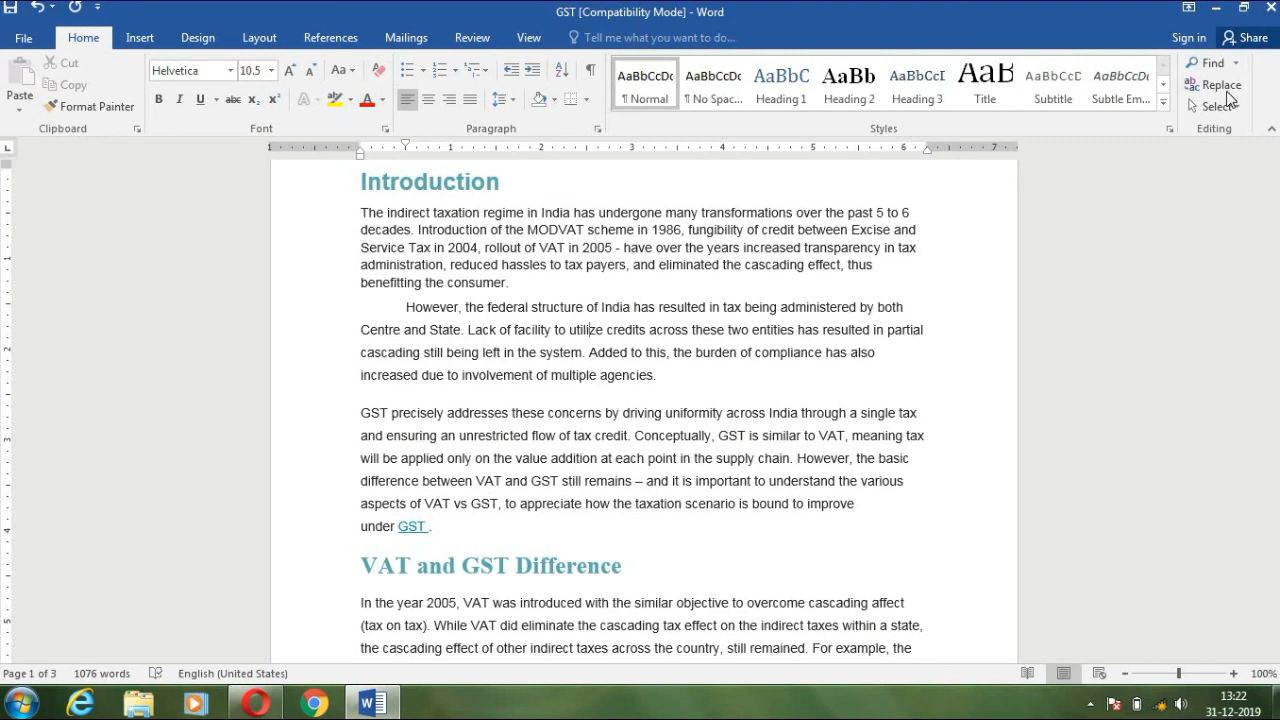 GST [Compatibility Mode] - Word
File Home Insert Design Layout References Mailings Review View Tell me what you want to do... Sign in Share
Paste
Cut
Copy
Format Painter
Clipboard
Helvetica 10.5
Aa
B I U abc x₂ x² A A
Font
Paragraph
AaBbCcDc ¶ Normal
AaBbCcDc ¶ No Spac...
AaBbC Heading 1
AaBb Heading 2
AaBbCcI Heading 3
AaB Title
AaBbCcD Subtitle
AaBbCcD. Subtle Em...
Styles
Find
Replace
Select
Editing
1 1 2 3 4 5 6 7
Introduction
The indirect taxation regime in India has undergone many transformations over the past 5 to 6
decades. Introduction of the MODVAT scheme in 1986, fungibility of credit between Excise and
Service Tax in 2004, rollout of VAT in 2005 - have over the years increased transparency in tax
administration, reduced hassles to tax payers, and eliminated the cascading effect, thus
benefitting the consumer.
However, the federal structure of India has resulted in tax being administered by both
Centre and State. Lack of facility to utilize credits across these two entities has resulted in partial
cascading still being left in the system. Added to this, the burden of compliance has also
increased due to involvement of multiple agencies.
GST precisely addresses these concerns by driving uniformity across India through a single tax
and ensuring an unrestricted flow of tax credit. Conceptually, GST is similar to VAT, meaning tax
will be applied only on the value addition at each point in the supply chain. However, the basic
difference between VAT and GST still remains – and it is important to understand the various
aspects of VAT vs GST, to appreciate how the taxation scenario is bound to improve
under GST .
VAT and GST Difference
In the year 2005, VAT was introduced with the similar objective to overcome cascading affect
(tax on tax). While VAT did eliminate the cascading tax effect on the indirect taxes within a state,
the cascading effect of other indirect taxes across the country, still remained. For example, the
Page 1 of 3 1076 words English (United States) 100%
13:22
31-12-2019